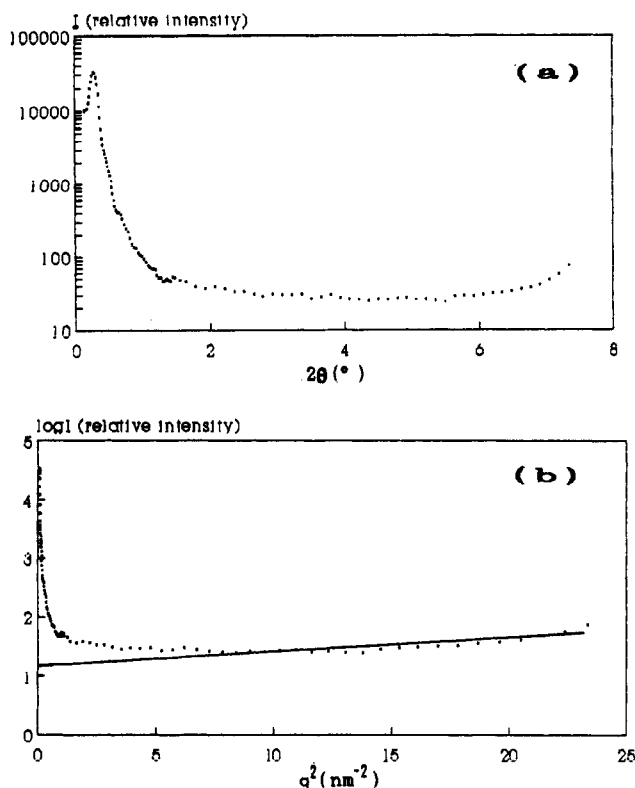 I (relative intensity)
100000
(a)
10000
1000
100
10
0 2 4 6 8
2θ(°)
logI (relative intensity)
5
(b)
4
3
2
1
0
0 5 10 15 20 25
q²(nm⁻²)